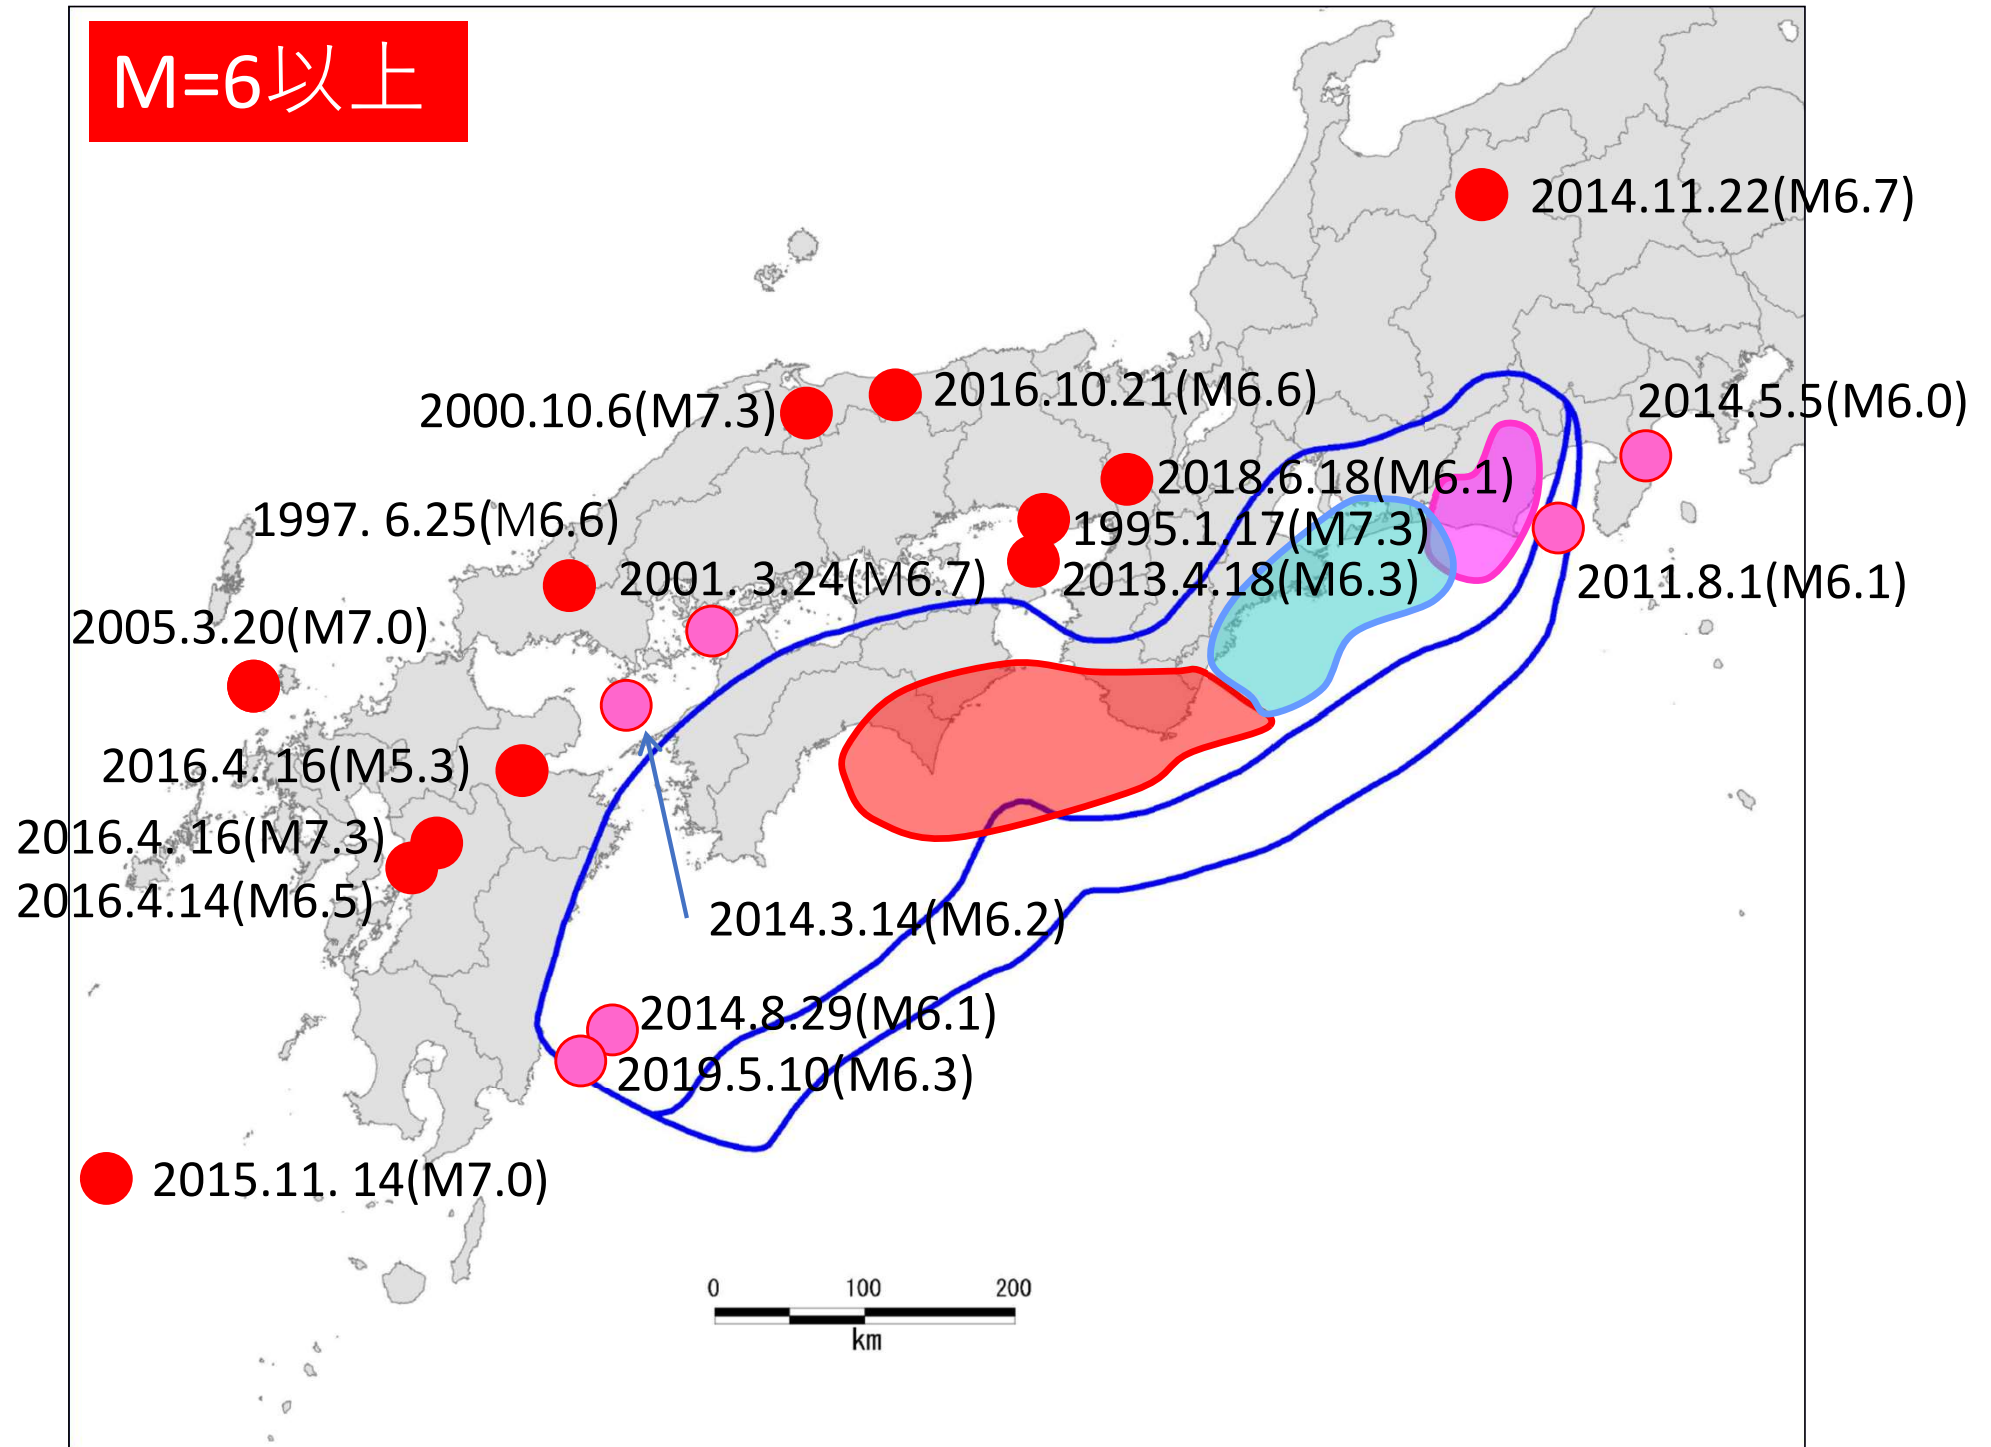 M=6以上
2014.11.22(M6.7)
2016.10.21(M6.6)
2000.10.6(M7.3)
2014.5.5(M6.0)
2018.6.18(M6.1)
1997. 6.25(M6.6)
1995.1.17(M7.3)
2001. 3.24(M6.7)
2013.4.18(M6.3)
2011.8.1(M6.1)
2005.3.20(M7.0)
2016.4. 16(M5.3)
2016.4. 16(M7.3)
2016.4.14(M6.5)
2014.3.14(M6.2)
2014.8.29(M6.1)
2019.5.10(M6.3)
2015.11. 14(M7.0)
0 100 200
km